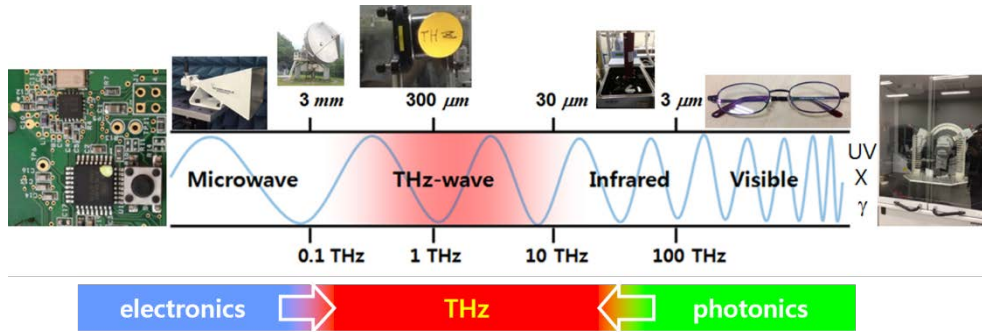 3 mm
300 μm
30 μm
3 μm
TH
Microwave
THz-wave
Infrared
Visible
UV
X
γ
0.1 THz
1 THz
10 THz
100 THz
electronics
THz
photonics